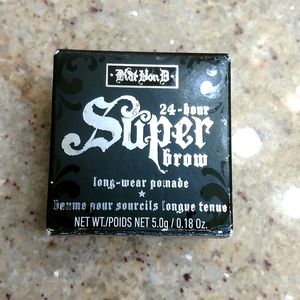 Kat Von D
24-hour
Super
brow
long-wear pomade
baume pour sourcils longue tenue
NET WT./POIDS NET 5.0g / 0.18 Oz.